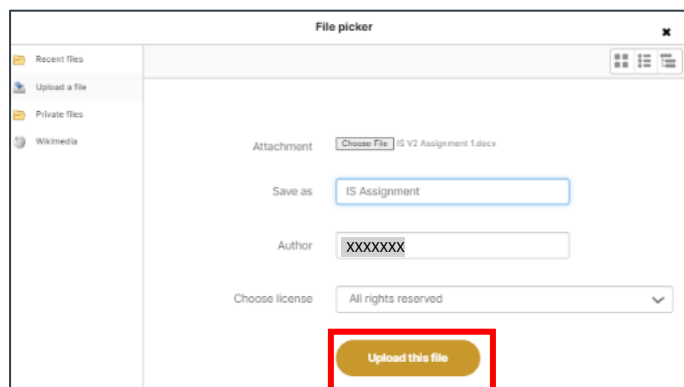 File picker
Recent files
Upload a file
Private files
Wikimedia
Attachment
Choose File IS V2 Assignment 1.docx
Save as
IS Assignment
Author
XXXXXXX
Choose license
All rights reserved
Upload this file